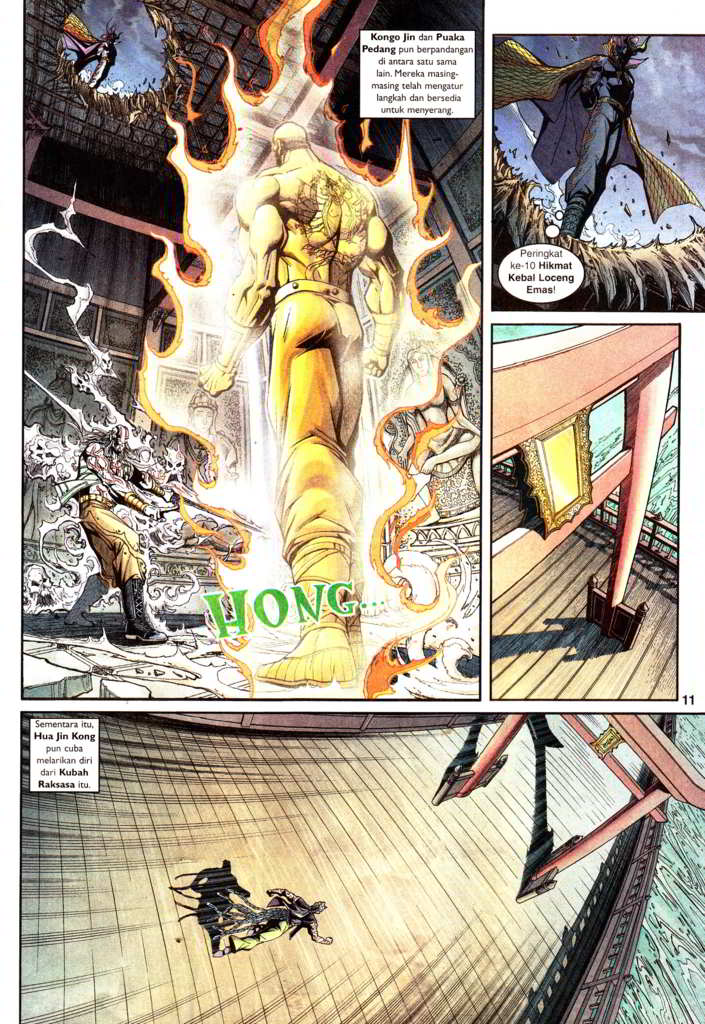 Kongo Jin dan Puaka
Pedang pun berpandangan
di antara satu sama
lain. Mereka masing-
masing telah mengatur
langkah dan bersedia
untuk menyerang.
Peringkat
ke-10 Hikmat
Kebal Loceng
Emas!
HONG...
11
Sementara itu,
Hua Jin Kong
pun cuba
melarikan diri
dari Kubah
Raksasa itu.